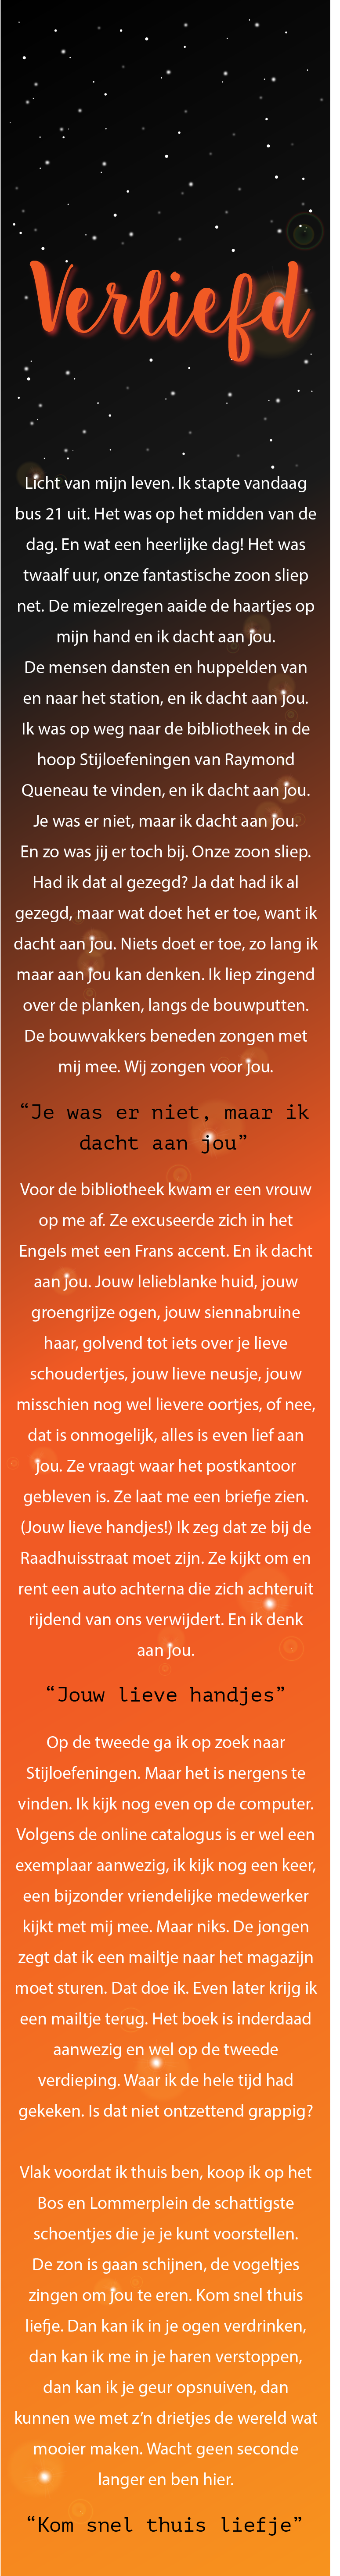 Verliefd
Licht van mijn leven. Ik stapte vandaag
bus 21 uit. Het was op het midden van de
dag. En wat een heerlijke dag! Het was
twaalf uur, onze fantastische zoon sliep
net. De miezelregen aaide de haartjes op
mijn hand en ik dacht aan jou.
De mensen dansten en huppelden van
en naar het station, en ik dacht aan jou.
Ik was op weg naar de bibliotheek in de
hoop Stijloefeningen van Raymond
Queneau te vinden, en ik dacht aan jou.
Je was er niet, maar ik dacht aan jou.
En zo was jij er toch bij. Onze zoon sliep.
Had ik dat al gezegd? Ja dat had ik al
gezegd, maar wat doet het er toe, want ik
dacht aan jou. Niets doet er toe, zo lang ik
maar aan jou kan denken. Ik liep zingend
over de planken, langs de bouwputten.
De bouwvakkers beneden zongen met
mij mee. Wij zongen voor jou.
“Je was er niet, maar ik
dacht aan jou”
Voor de bibliotheek kwam er een vrouw
op me af. Ze excuseerde zich in het
Engels met een Frans accent. En ik dacht
aan jou. Jouw lelieblanke huid, jouw
groengrijze ogen, jouw siennabruine
haar, golvend tot iets over je lieve
schoudertjes, jouw lieve neusje, jouw
misschien nog wel lievere oortjes, of nee,
dat is onmogelijk, alles is even lief aan
jou. Ze vraagt waar het postkantoor
gebleven is. Ze laat me een briefje zien.
(Jouw lieve handjes!) Ik zeg dat ze bij de
Raadhuisstraat moet zijn. Ze kijkt om en
rent een auto achterna die zich achteruit
rijdend van ons verwijdert. En ik denk
aan jou.
“Jouw lieve handjes”
Op de tweede ga ik op zoek naar
Stijloefeningen. Maar het is nergens te
vinden. Ik kijk nog even op de computer.
Volgens de online catalogus is er wel een
exemplaar aanwezig, ik kijk nog een keer,
een bijzonder vriendelijke medewerker
kijkt met mij mee. Maar niks. De jongen
zegt dat ik een mailtje naar het magazijn
moet sturen. Dat doe ik. Even later krijg ik
een mailtje terug. Het boek is inderdaad
aanwezig en wel op de tweede
verdieping. Waar ik de hele tijd had
gekeken. Is dat niet ontzettend grappig?
Vlak voordat ik thuis ben, koop ik op het
Bos en Lommerplein de schattigste
schoentjes die je je kunt voorstellen.
De zon is gaan schijnen, de vogeltjes
zingen om jou te eren. Kom snel thuis
liefje. Dan kan ik in je ogen verdrinken,
dan kan ik me in je haren verstoppen,
dan kan ik je geur opsnuiven, dan
kunnen we met z’n drietjes de wereld wat
mooier maken. Wacht geen seconde
langer en ben hier.
“Kom snel thuis liefje”